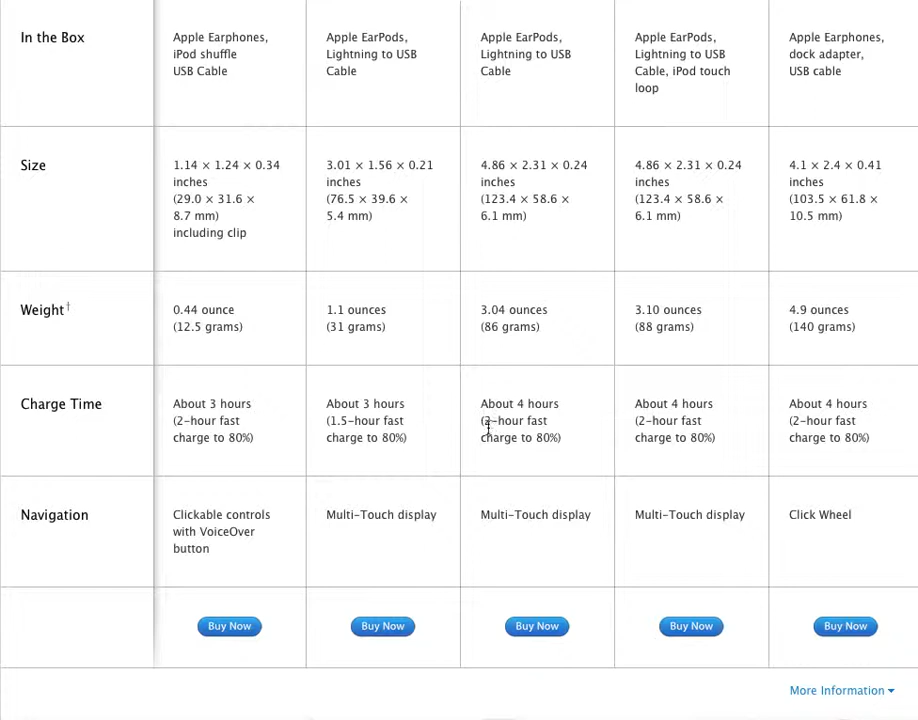 In the Box
Apple Earphones,
iPod shuffle
USB Cable
Apple EarPods,
Lightning to USB
Cable
Apple EarPods,
Lightning to USB
Cable
Apple EarPods,
Lightning to USB
Cable, iPod touch
loop
Apple Earphones,
dock adapter,
USB cable
Size
1.14 × 1.24 × 0.34
inches
(29.0 × 31.6 ×
8.7 mm)
including clip
3.01 × 1.56 × 0.21
inches
(76.5 × 39.6 ×
5.4 mm)
4.86 × 2.31 × 0.24
inches
(123.4 × 58.6 ×
6.1 mm)
4.86 × 2.31 × 0.24
inches
(123.4 × 58.6 ×
6.1 mm)
4.1 × 2.4 × 0.41
inches
(103.5 × 61.8 ×
10.5 mm)
Weight†
0.44 ounce
(12.5 grams)
1.1 ounces
(31 grams)
3.04 ounces
(86 grams)
3.10 ounces
(88 grams)
4.9 ounces
(140 grams)
Charge Time
About 3 hours
(2-hour fast
charge to 80%)
About 3 hours
(1.5-hour fast
charge to 80%)
About 4 hours
(2-hour fast
charge to 80%)
About 4 hours
(2-hour fast
charge to 80%)
About 4 hours
(2-hour fast
charge to 80%)
Navigation
Clickable controls
with VoiceOver
button
Multi-Touch display
Multi-Touch display
Multi-Touch display
Click Wheel
Buy Now
Buy Now
Buy Now
Buy Now
Buy Now
More Information